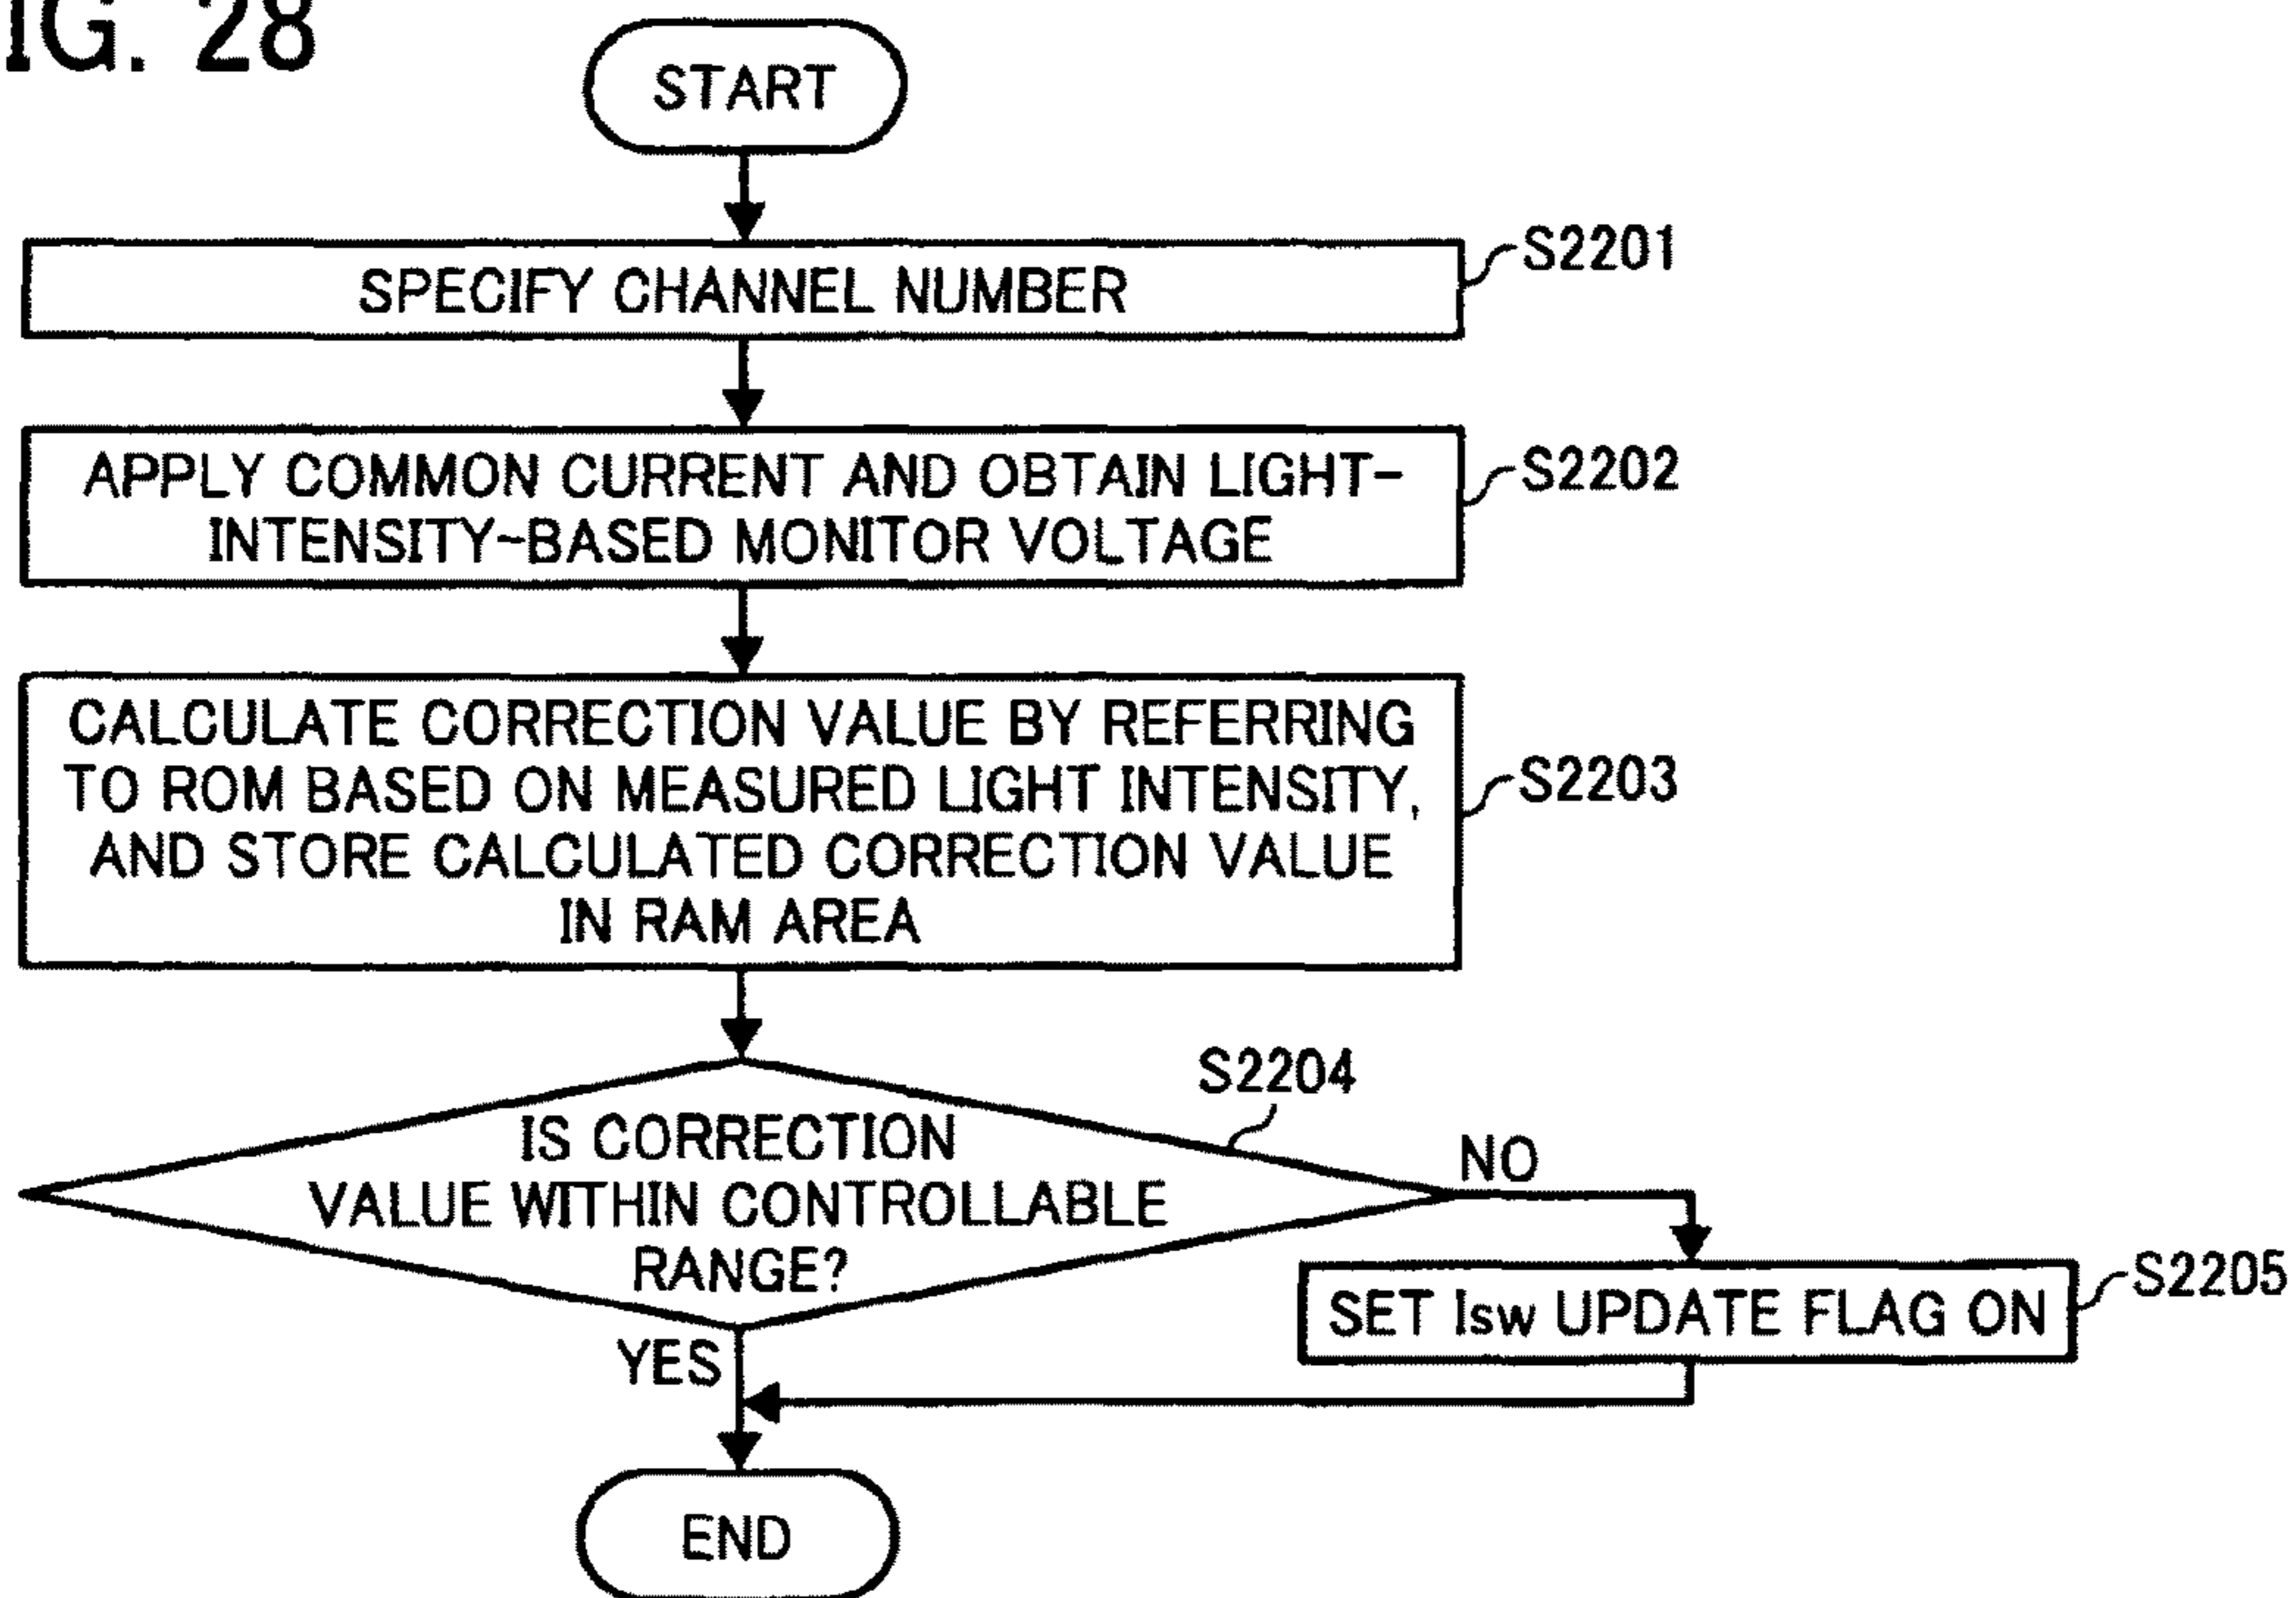 IG. 28
START
SPECIFY CHANNEL NUMBER
S2201
APPLY COMMON CURRENT AND OBTAIN LIGHT-
INTENSITY-BASED MONITOR VOLTAGE
S2202
CALCULATE CORRECTION VALUE BY REFERRING
TO ROM BASED ON MEASURED LIGHT INTENSITY,
AND STORE CALCULATED CORRECTION VALUE
IN RAM AREA
S2203
S2204
IS CORRECTION
VALUE WITHIN CONTROLLABLE
RANGE?
NO
SET Isw UPDATE FLAG ON
S2205
YES
END